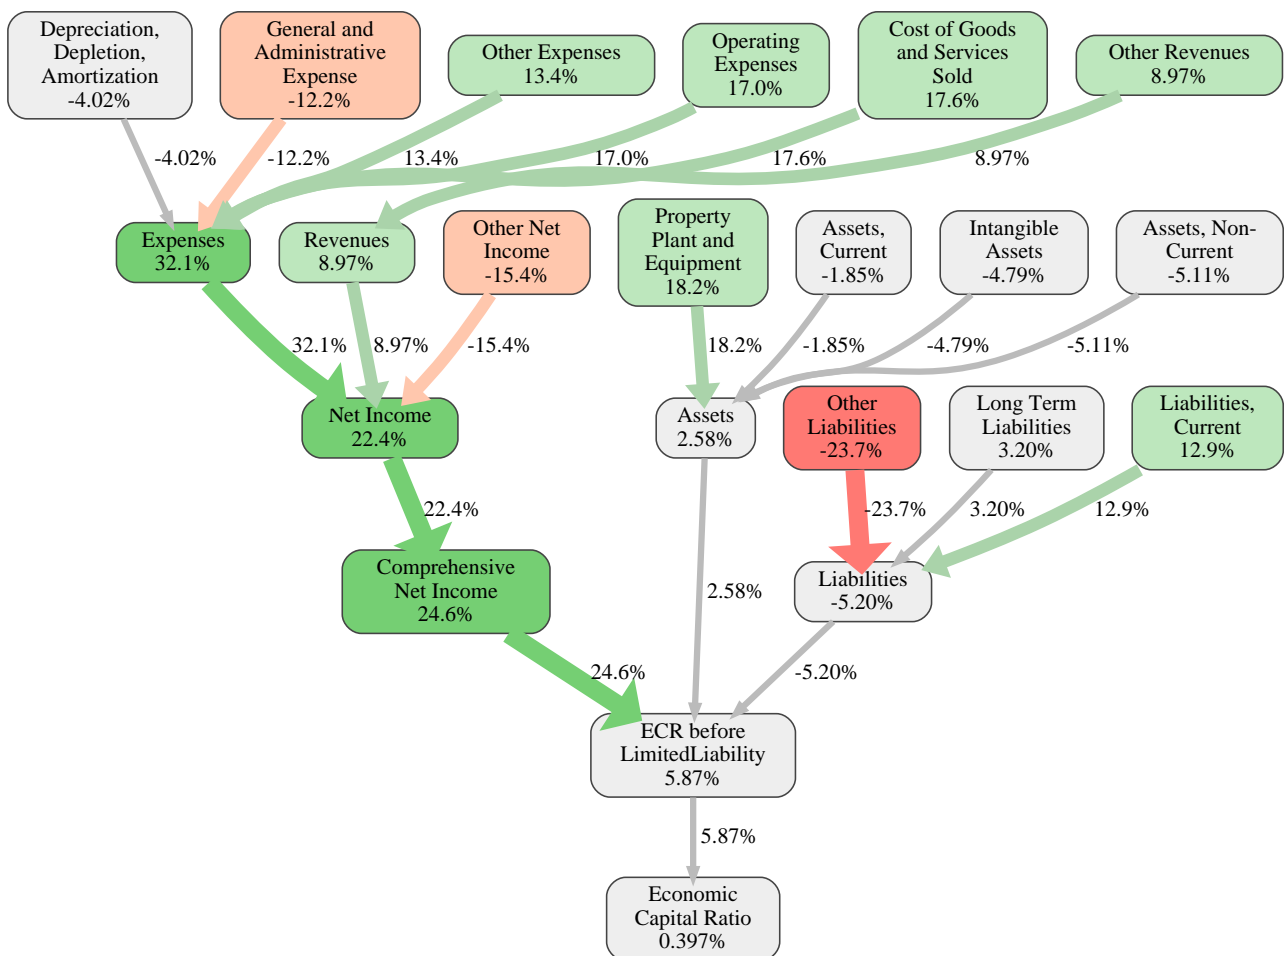 Depreciation,
Depletion,
Amortization
-4.02%
General and
Administrative
Expense
-12.2%
Other Expenses
13.4%
Operating
Expenses
17.0%
Cost of Goods
and Services
Sold
17.6%
Other Revenues
8.97%
-4.02%
-12.2%
13.4%
17.0%
17.6%
8.97%
Expenses
32.1%
Revenues
8.97%
Other Net
Income
-15.4%
Property
Plant and
Equipment
18.2%
Assets,
Current
-1.85%
Intangible
Assets
-4.79%
Assets, Non-
Current
-5.11%
32.1%
8.97%
-15.4%
18.2%
-1.85%
-4.79%
-5.11%
Net Income
22.4%
Assets
2.58%
Other
Liabilities
-23.7%
Long Term
Liabilities
3.20%
Liabilities,
Current
12.9%
22.4%
-23.7%
3.20%
12.9%
Comprehensive
Net Income
24.6%
2.58%
Liabilities
-5.20%
24.6%
-5.20%
ECR before
LimitedLiability
5.87%
5.87%
Economic
Capital Ratio
0.397%